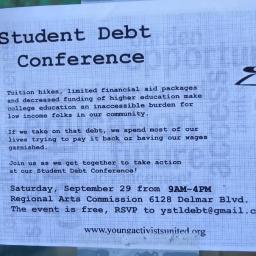 Student Debt
Conference
Tuition hikes, limited financial aid packages
and decreased funding of higher education make
college education an inaccessible burden for
low income folks in our community.
If we take on that debt, we spend most of our
lives trying to pay it back or having our wages
garnished.
Join us as we get together to take action
at our Student Debt Conference!
Saturday, September 29 from 9AM-4PM
Regional Arts Commission 6128 Delmar Blvd.
The event is free, RSVP to ystldebt@gmail.c
www.youngactivistsunited.org